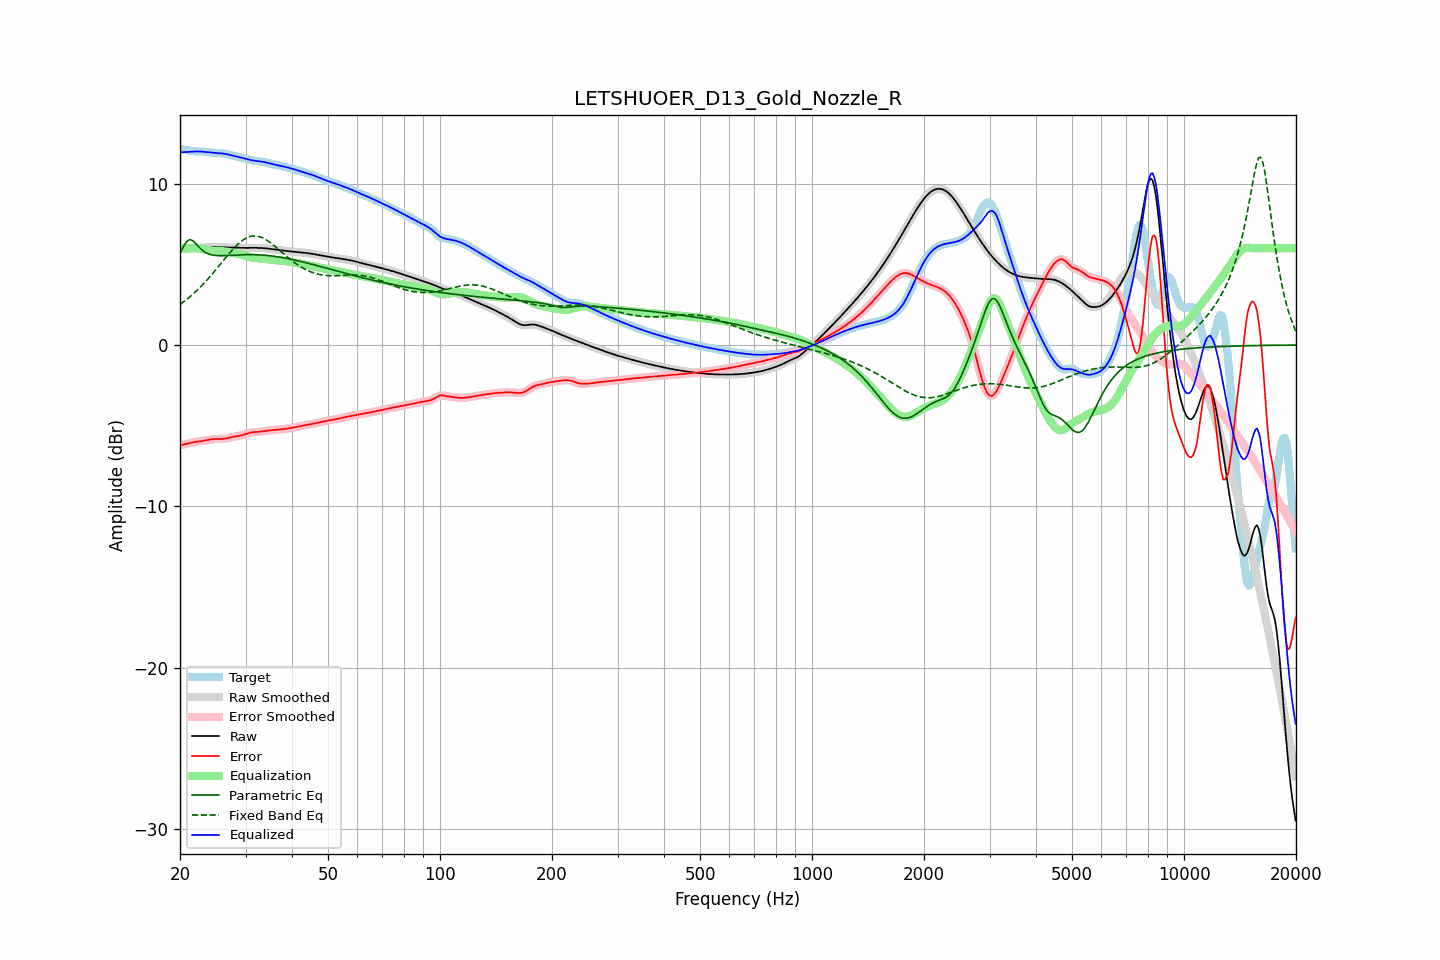 LETSHUOER_D13_Gold_Nozzle_R
Amplitude (dBr)
10
0
−10
−20
−30
Target
Raw Smoothed
Error Smoothed
Raw
Error
Equalization
Parametric Eq
Fixed Band Eq
Equalized
20 50 100 200 500 1000 2000 5000 10000 20000
Frequency (Hz)